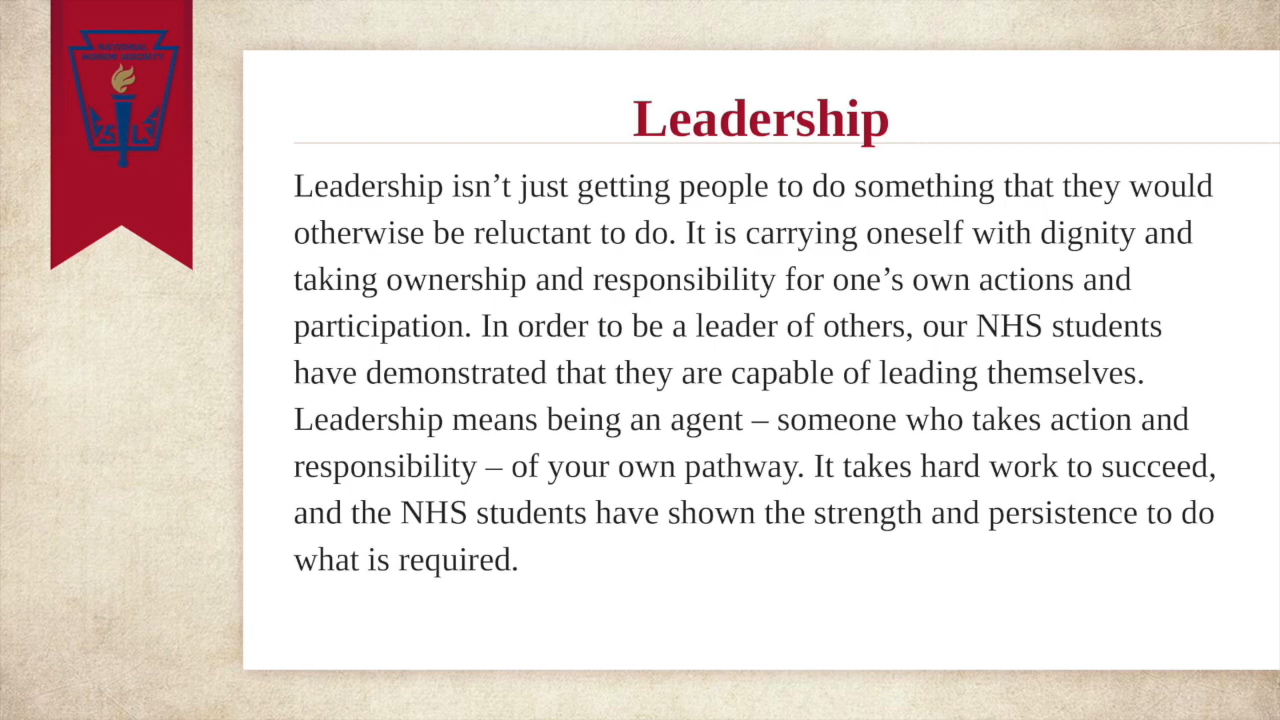 NATIONAL
HONOR SOCIETY
Leadership
Leadership isn’t just getting people to do something that they would
otherwise be reluctant to do. It is carrying oneself with dignity and
taking ownership and responsibility for one’s own actions and
participation. In order to be a leader of others, our NHS students
have demonstrated that they are capable of leading themselves.
Leadership means being an agent – someone who takes action and
responsibility – of your own pathway. It takes hard work to succeed,
and the NHS students have shown the strength and persistence to do
what is required.